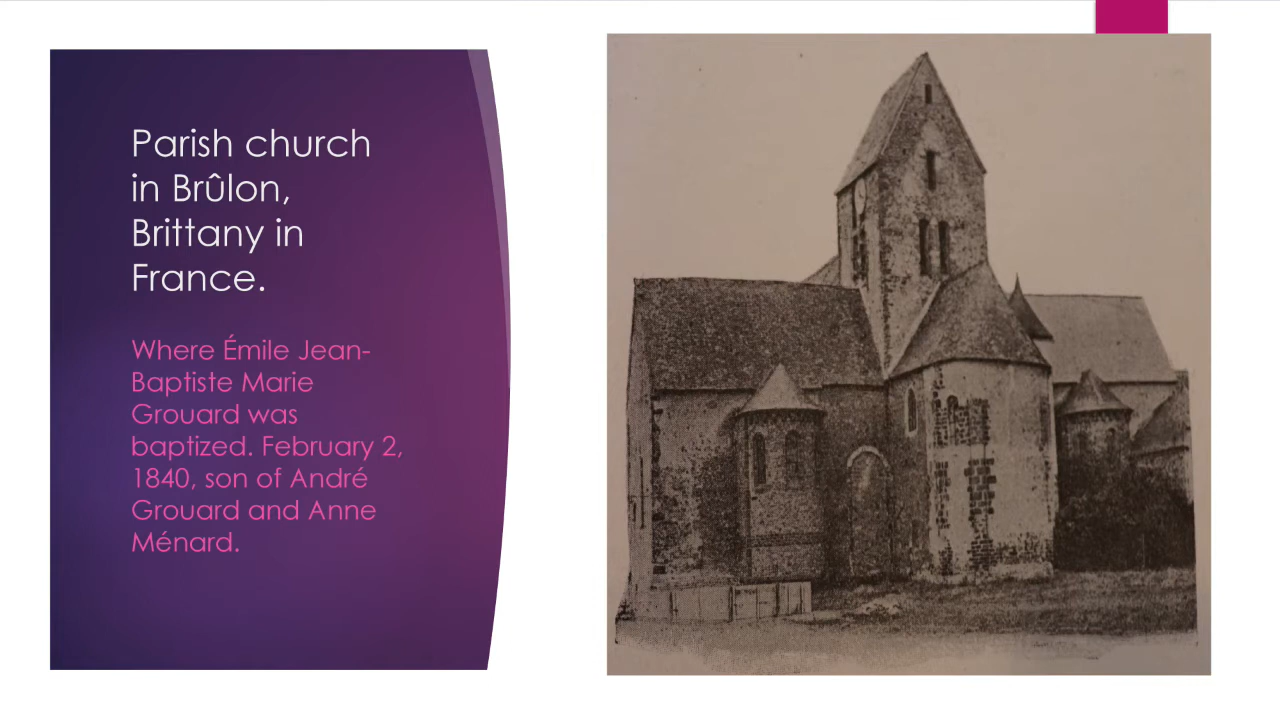 Parish church
in Brûlon,
Brittany in
France.
Where Émile Jean-
Baptiste Marie
Grouard was
baptized. February 2,
1840, son of André
Grouard and Anne
Ménard.